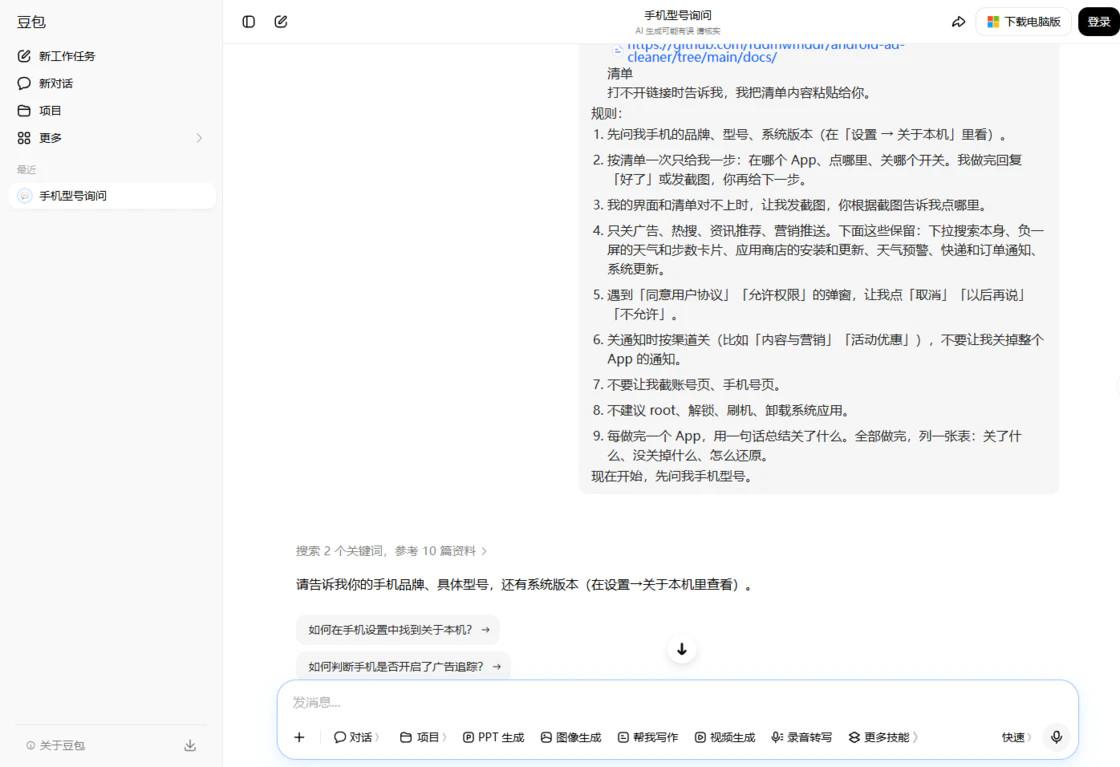 豆包
新工作任务
新对话
项目
更多
最近
手机型号询问
关于豆包
手机型号询问
AI 生成可能有误 请核实
下载电脑版
登录
cleaner/tree/main/docs/
清单
打不开链接时告诉我，我把清单内容粘贴给你。
规则：
1. 先问我手机的品牌、型号、系统版本（在「设置 → 关于本机」里看）。
2. 按清单一次只给我一步：在哪个 App、点哪里、关哪个开关。我做完回复
「好了」或发截图，你再给下一步。
3. 我的界面和清单对不上时，让我发截图，你根据截图告诉我点哪里。
4. 只关广告、热搜、资讯推荐、营销推送。下面这些保留：下拉搜索本身、负一
屏的天气和步数卡片、应用商店的安装和更新、天气预警、快递和订单通知、
系统更新。
5. 遇到「同意用户协议」「允许权限」的弹窗，让我点「取消」「以后再说」
「不允许」。
6. 关通知时按渠道关（比如「内容与营销」「活动优惠」），不要让我关掉整个
App 的通知。
7. 不要让我截账号页、手机号页。
8. 不建议 root、解锁、刷机、卸载系统应用。
9. 每做完一个 App，用一句话总结关了什么。全部做完，列一张表：关了什
么、没关掉什么、怎么还原。
现在开始，先问我手机型号。
搜索 2 个关键词，参考 10 篇资料
请告诉我你的手机品牌、具体型号，还有系统版本（在设置→关于本机里查看）。
如何在手机设置中找到关于本机？ →
如何判断手机是否开启了广告追踪？ →
发消息...
对话
项目
PPT 生成
图像生成
帮我写作
视频生成
录音转写
更多技能
快速